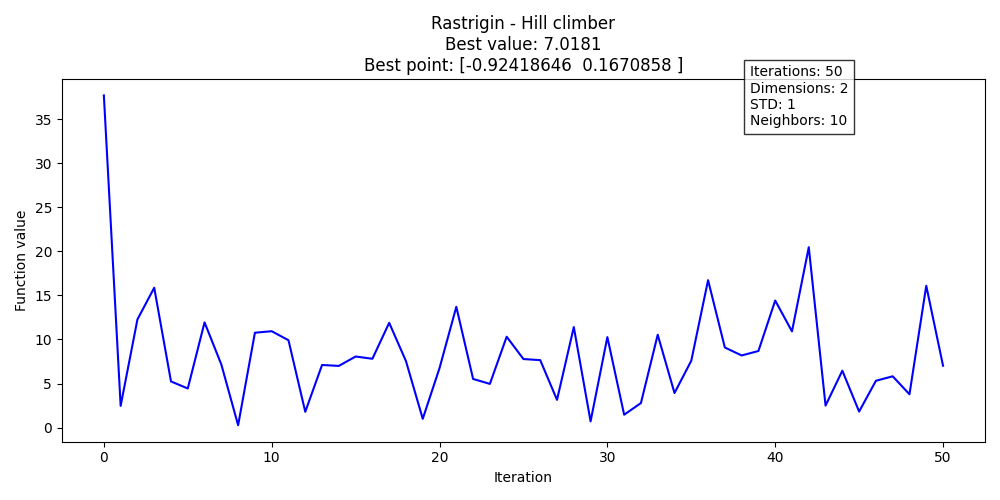 Rastrigin - Hill climber
Best value: 7.0181
Best point: [-0.92418646  0.1670858 ]
Iterations: 50
Dimensions: 2
STD: 1
Neighbors: 10
Function value
35
30
25
20
15
10
5
0
0 10 20 30 40 50
Iteration